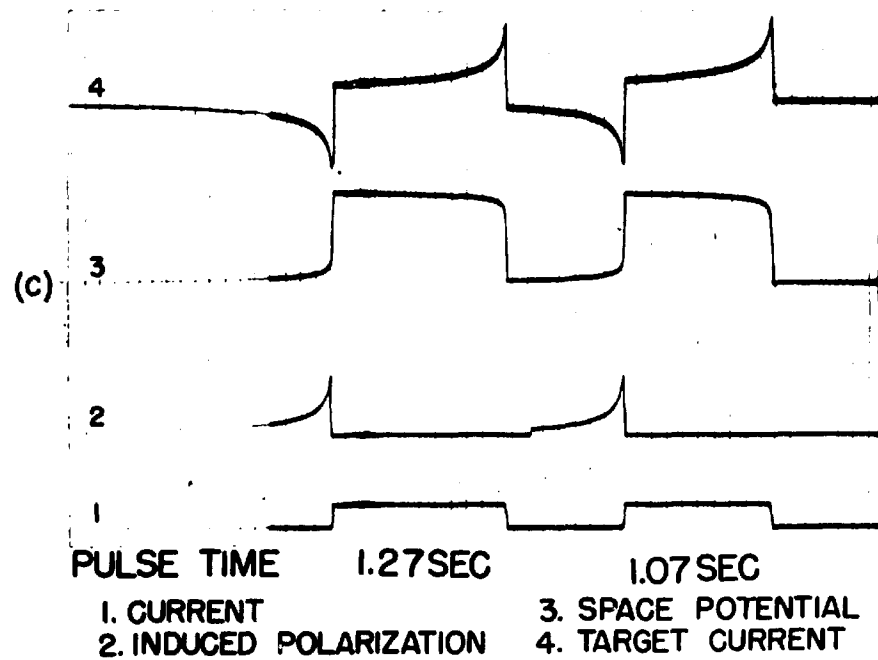 4
3
(C)
2
1
PULSE TIME 1.27SEC 1.07SEC
1. CURRENT 3. SPACE POTENTIAL
2. INDUCED POLARIZATION 4. TARGET CURRENT